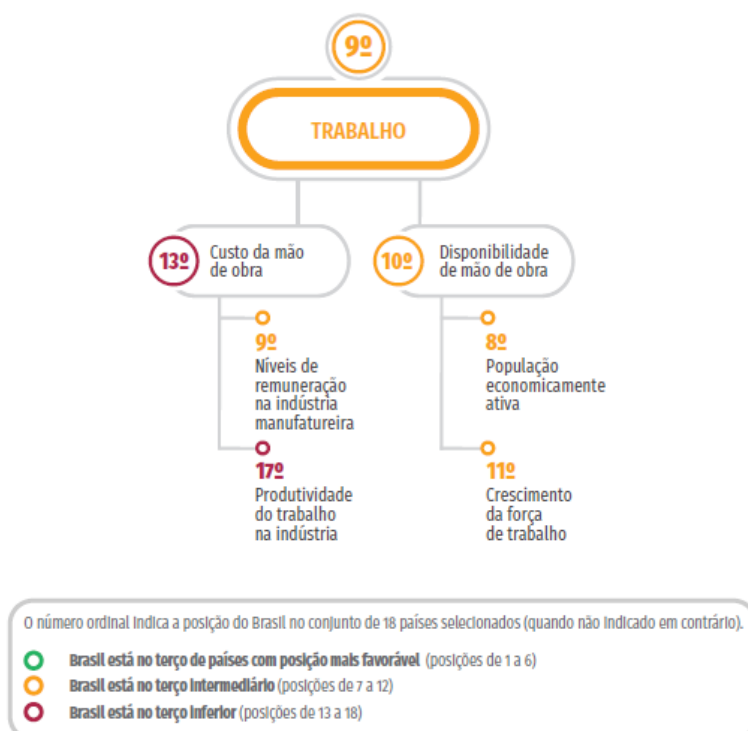 9º
TRABALHO
13º
Custo da mão
de obra
9º
Níveis de
remuneração
na indústria
manufatureira
17º
Produtividade
do trabalho
na indústria
10º
Disponibilidade
de mão de obra
8º
População
economicamente
ativa
11º
Crescimento
da força
de trabalho
O número ordinal indica a posição do Brasil no conjunto de 18 países selecionados (quando não indicado em contrário).
Brasil está no terço de países com posição mais favorável (posições de 1 a 6)
Brasil está no terço intermediário (posições de 7 a 12)
Brasil está no terço inferior (posições de 13 a 18)